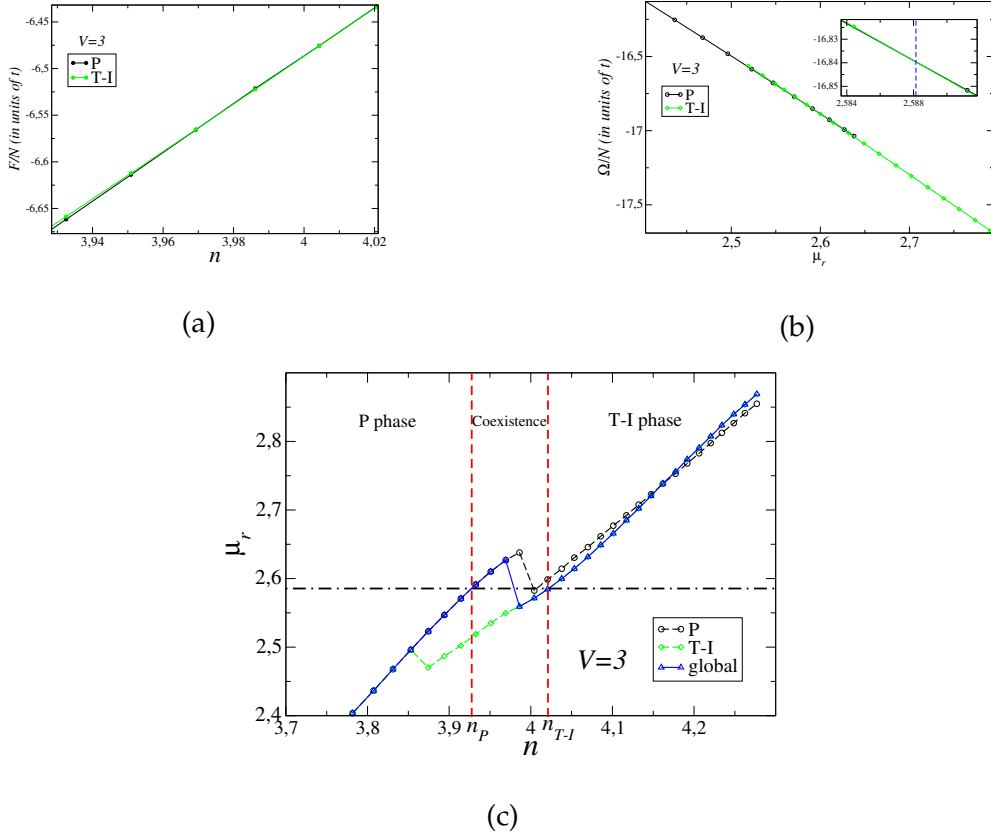 F/N (in units of t)
-6,45
-6,5
-6,55
-6,6
-6,65
V=3
P
T-I
3,94
3,96
3,98
4
4,02
n
(a)
Ω/N (in units of t)
-16,5
-17
-17,5
V=3
P
T-I
-16,83
-16,84
-16,85
2,584
2,588
2,5
2,6
2,7
μr
(b)
μr
2,8
2,7
2,6
2,5
2,4
P phase
Coexistence
T-I phase
P
T-I
global
V=3
3,7
3,8
3,9
nP
4
nT-I
4,1
4,2
n
(c)